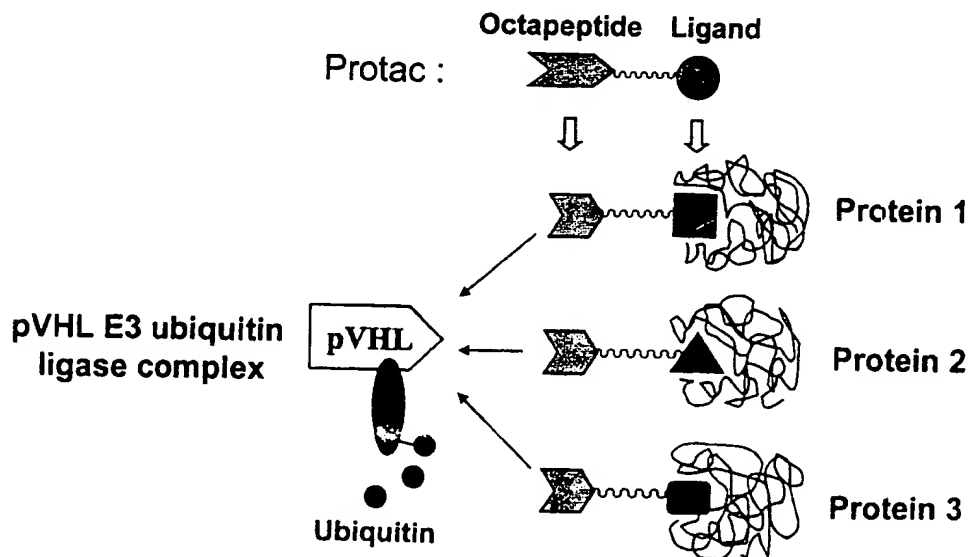 Octapeptide Ligand
Protac :
Protein 1
pVHL E3 ubiquitin
ligase complex
pVHL
Protein 2
Protein 3
Ubiquitin